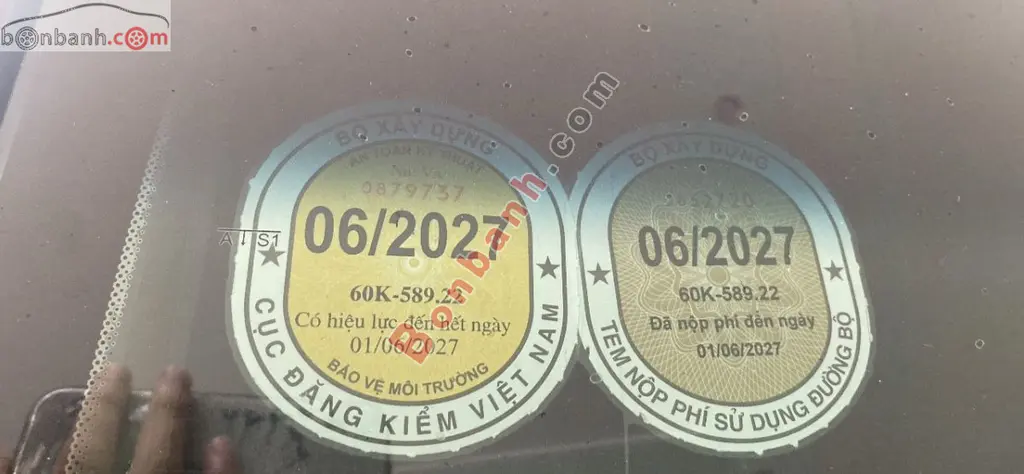 bonbanh.com
BỘ XÂY DỰNG
AN TOÀN KỸ THUẬT
0879737
06/2027
60K-589.22
Có hiệu lực đến hết ngày
01/06/2027
BẢO VỆ MÔI TRƯỜNG
CỤC ĐĂNG KIỂM VIỆT NAM
A S1
Bonbanh.com
BỘ XÂY DỰNG
06/2027
60K-589.22
Đã nộp phí đến ngày
01/06/2027
TEM NỘP PHÍ SỬ DỤNG ĐƯỜNG BỘ